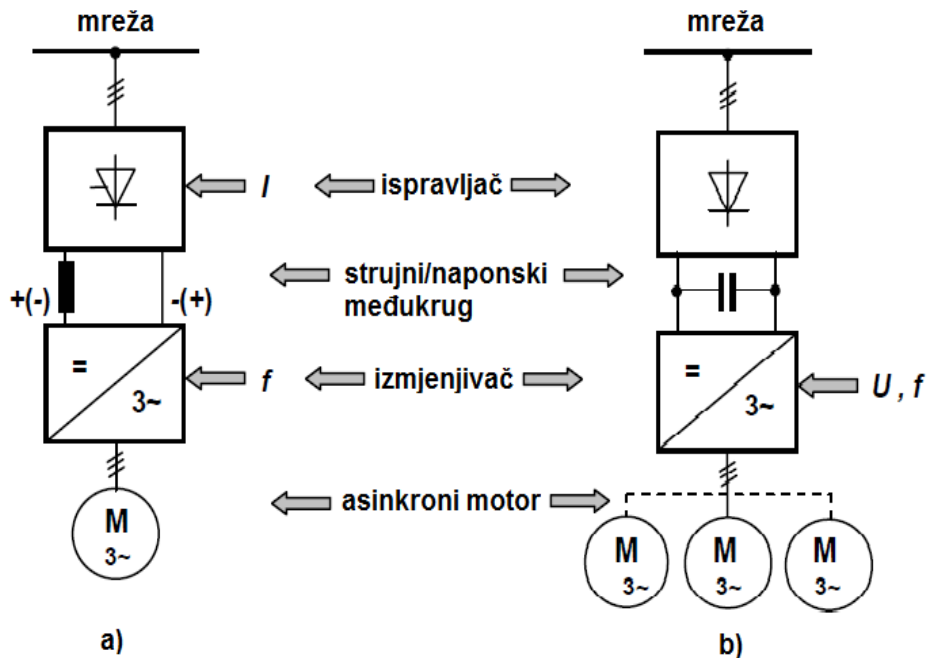 mreža mreža
I ispravljač
strujni/naponski
međukrug
+(-) -(+)
= =
f izmjenjivač
3~ 3~
U , f
asinkroni motor
M M M M
3~ 3~ 3~ 3~
a) b)